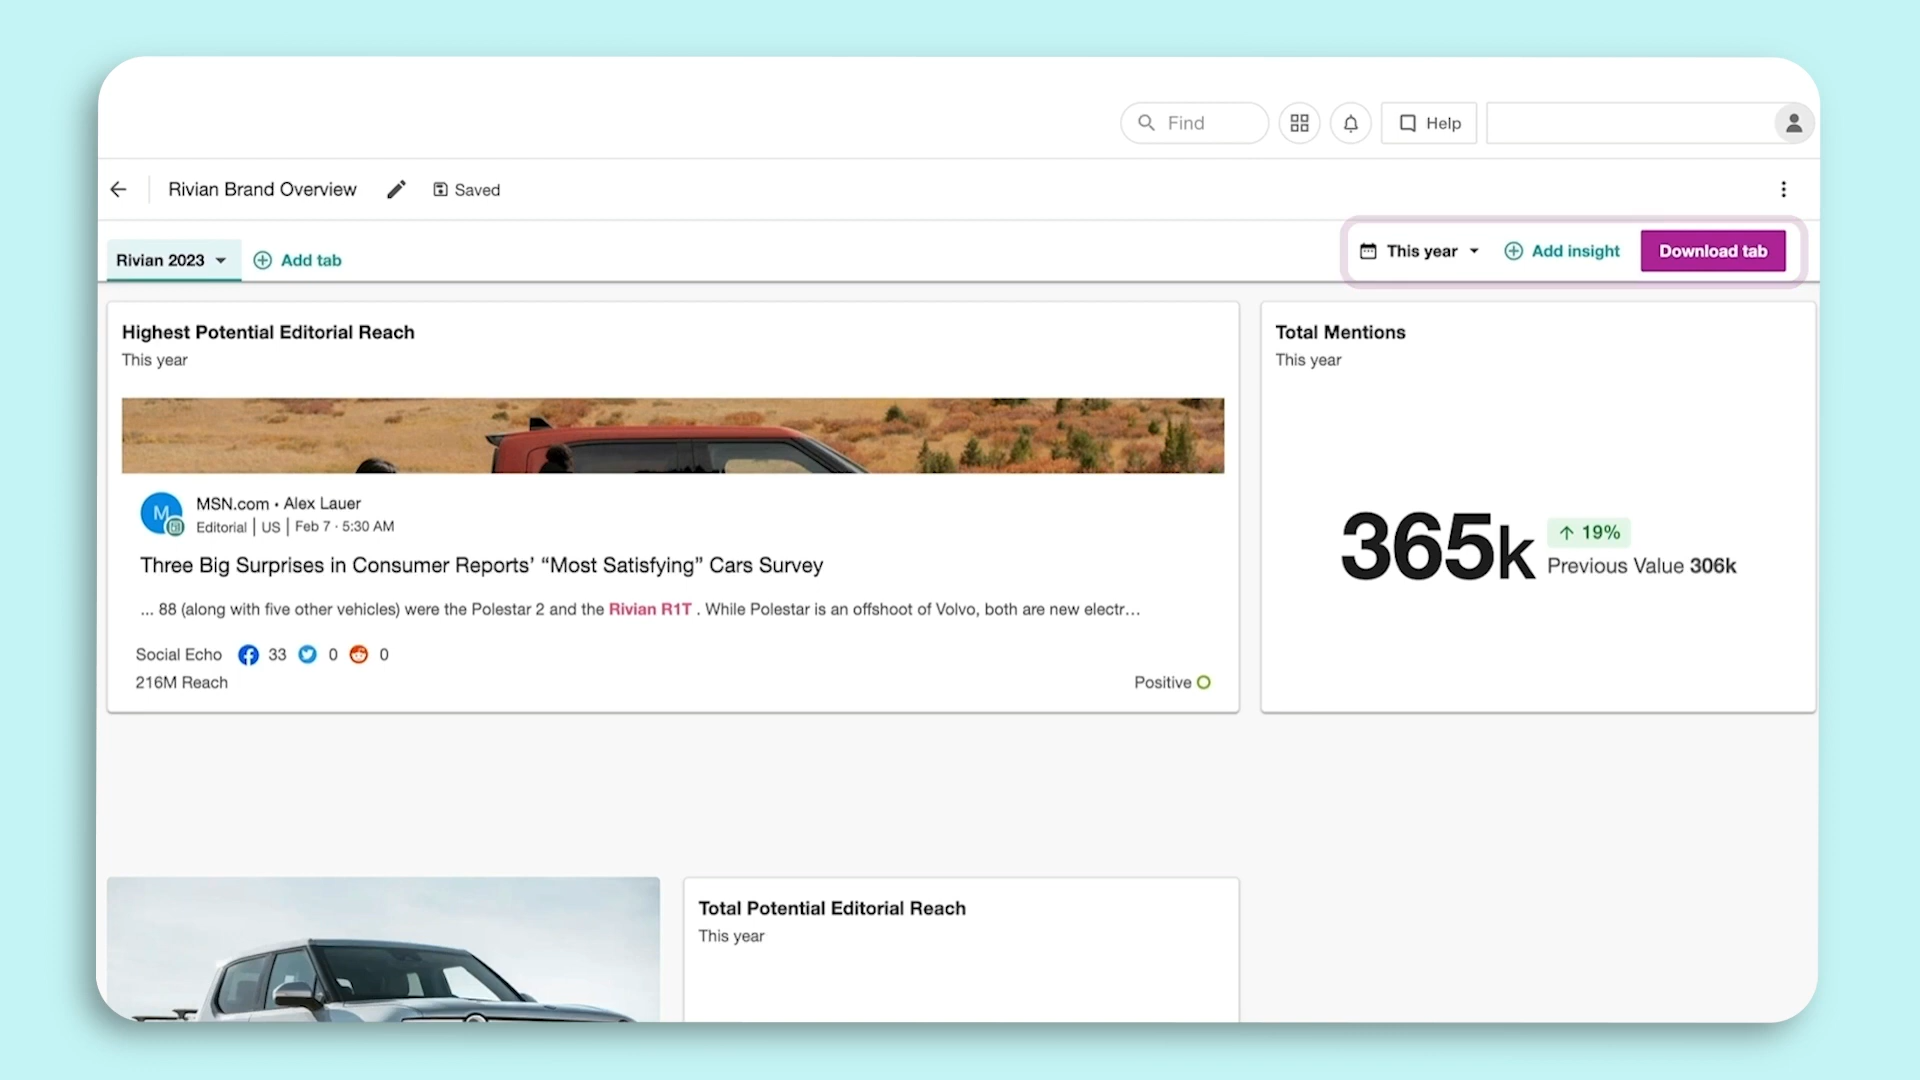 Find
Help
Rivian Brand Overview
Saved
Rivian 2023
Add tab
This year
Add insight
Download tab
Highest Potential Editorial Reach
This year
M
MSN.com • Alex Lauer
Editorial | US | Feb 7 · 5:30 AM
Three Big Surprises in Consumer Reports’ “Most Satisfying” Cars Survey
... 88 (along with five other vehicles) were the Polestar 2 and the Rivian R1T . While Polestar is an offshoot of Volvo, both are new electr…
Social Echo 33 0 0
216M Reach
Positive
Total Mentions
This year
365k
19%
Previous Value 306k
Total Potential Editorial Reach
This year